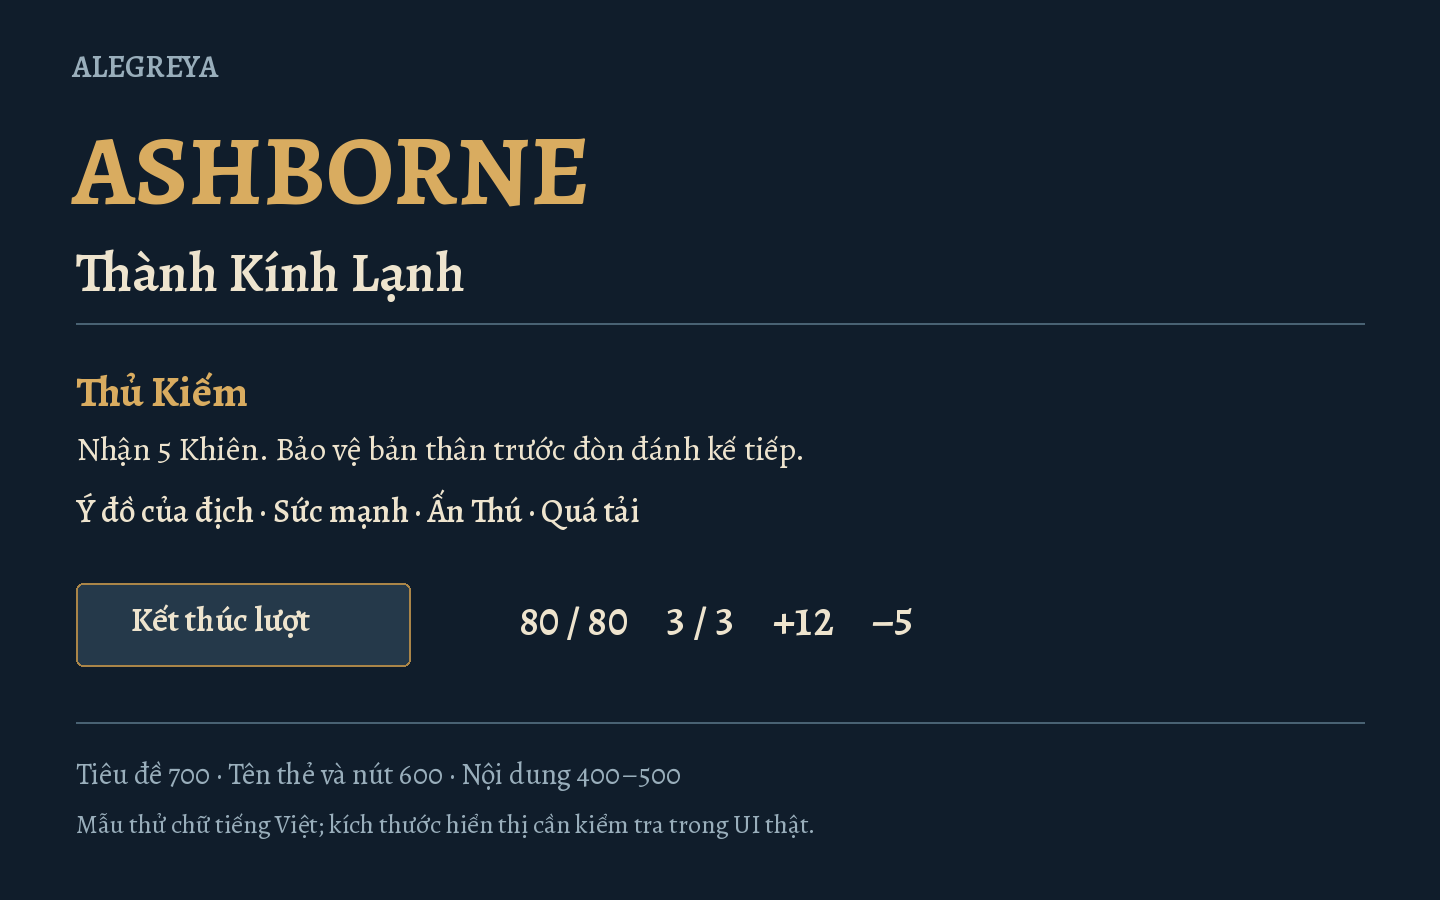 ALEGREYA
ASHBORNE
Thành Kính Lạnh
Thủ Kiếm
Nhận 5 Khiên. Bảo vệ bản thân trước đòn đánh kế tiếp.
Ý đồ của địch · Sức mạnh · Ấn Thú · Quá tải
Kết thúc lượt
80 / 80 3 / 3 +12 −5
Tiêu đề 700 · Tên thẻ và nút 600 · Nội dung 400–500
Mẫu thử chữ tiếng Việt; kích thước hiển thị cần kiểm tra trong UI thật.